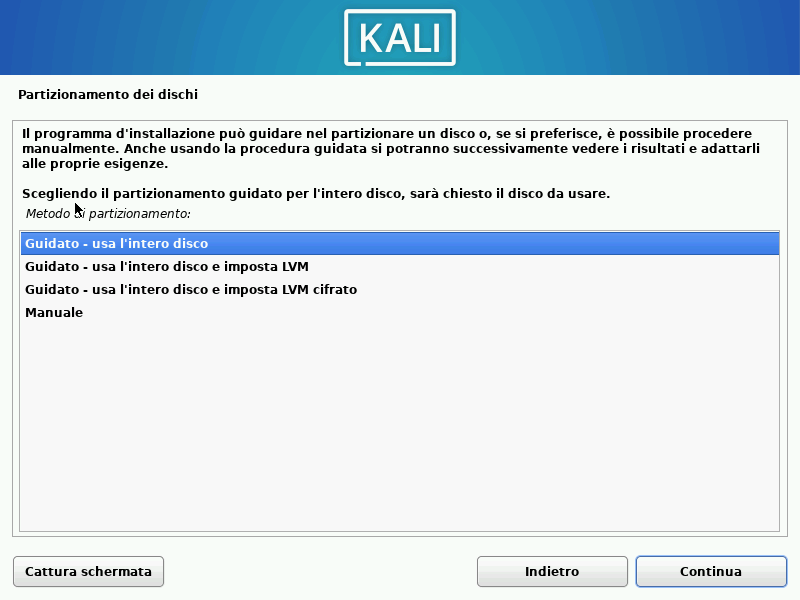 KALI
Partizionamento dei dischi
Il programma d'installazione può guidare nel partizionare un disco o, se si preferisce, è possibile procedere
manualmente. Anche usando la procedura guidata si potranno successivamente vedere i risultati e adattarli
alle proprie esigenze.
Scegliendo il partizionamento guidato per l'intero disco, sarà chiesto il disco da usare.
Metodo di partizionamento:
Guidato - usa l'intero disco
Guidato - usa l'intero disco e imposta LVM
Guidato - usa l'intero disco e imposta LVM cifrato
Manuale
Cattura schermata
Indietro
Continua